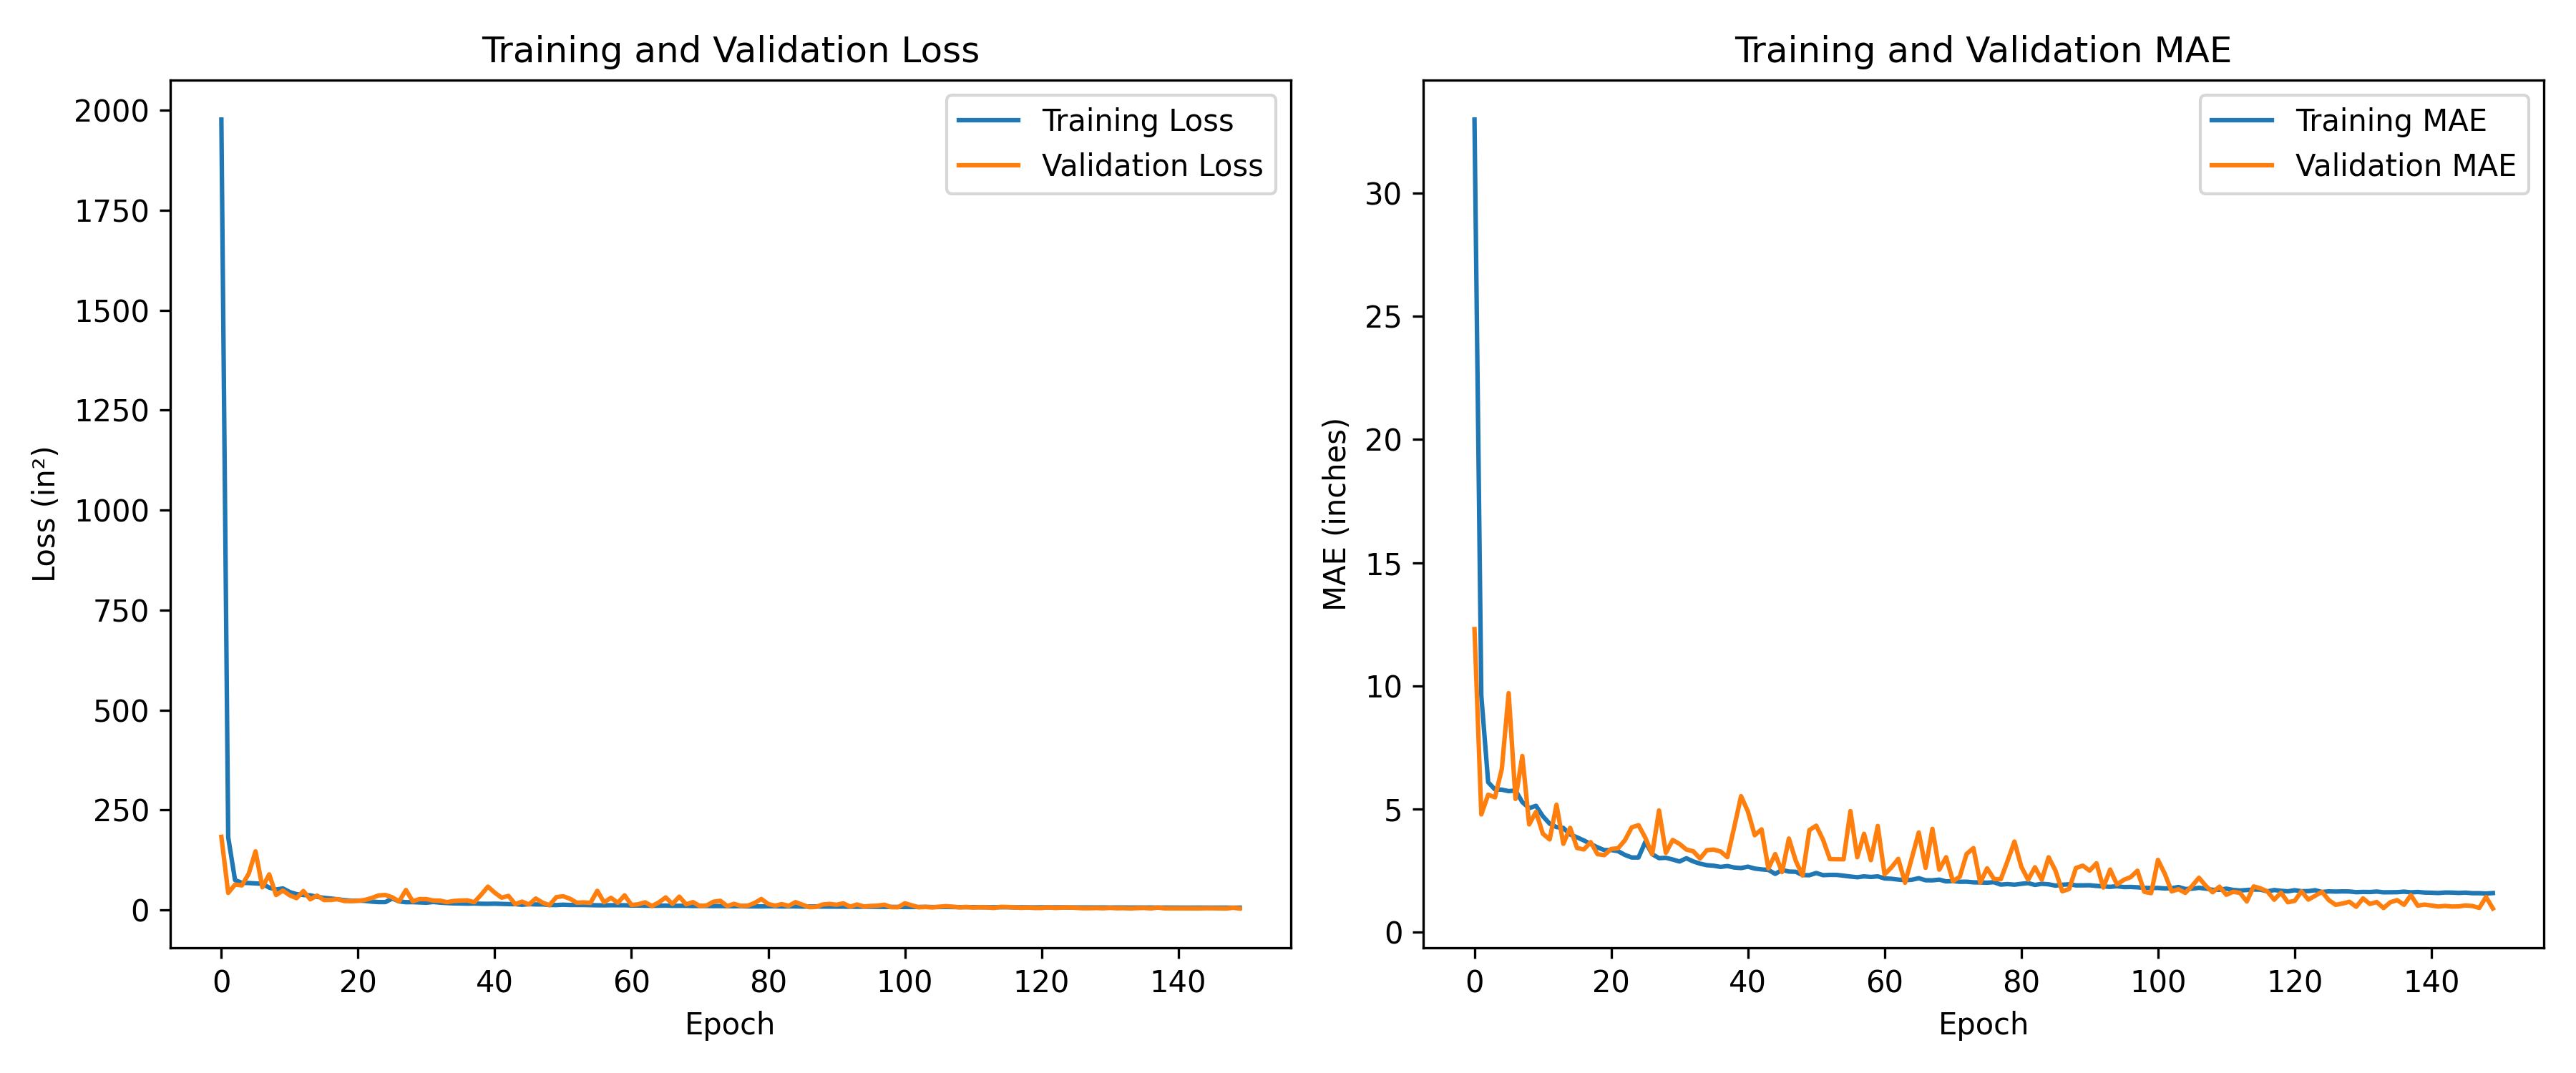 Training and Validation Loss
2000
1750
1500
1250
1000
750
500
250
0
Loss (in²)
0 20 40 60 80 100 120 140
Epoch
Training Loss
Validation Loss
Training and Validation MAE
30
25
20
15
10
5
0
MAE (inches)
0 20 40 60 80 100 120 140
Epoch
Training MAE
Validation MAE